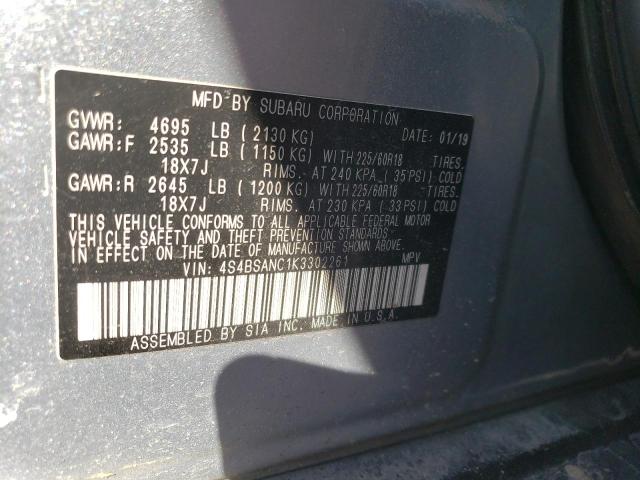 MFD BY SUBARU CORPORATION
GVWR: 4695 LB ( 2130 KG) DATE: 01/19
GAWR:F 2535 LB ( 1150 KG) WITH 225/60R18 TIRES.
18X7J RIMS. AT 240 KPA ( 35 PSI) COLD
GAWR:R 2645 LB ( 1200 KG) WITH 225/60R18 TIRES.
18X7J RIMS. AT 230 KPA ( 33 PSI) COLD
THIS VEHICLE CONFORMS TO ALL APPLICABLE FEDERAL MOTOR
VEHICLE SAFETY AND THEFT PREVENTION STANDARDS
IN EFFECT ON THE DATE OF MANUFACTURE SHOWN ABOVE.
VIN: 4S4BSANC1K3302261 MPV
ASSEMBLED BY SIA INC. MADE IN U.S.A.